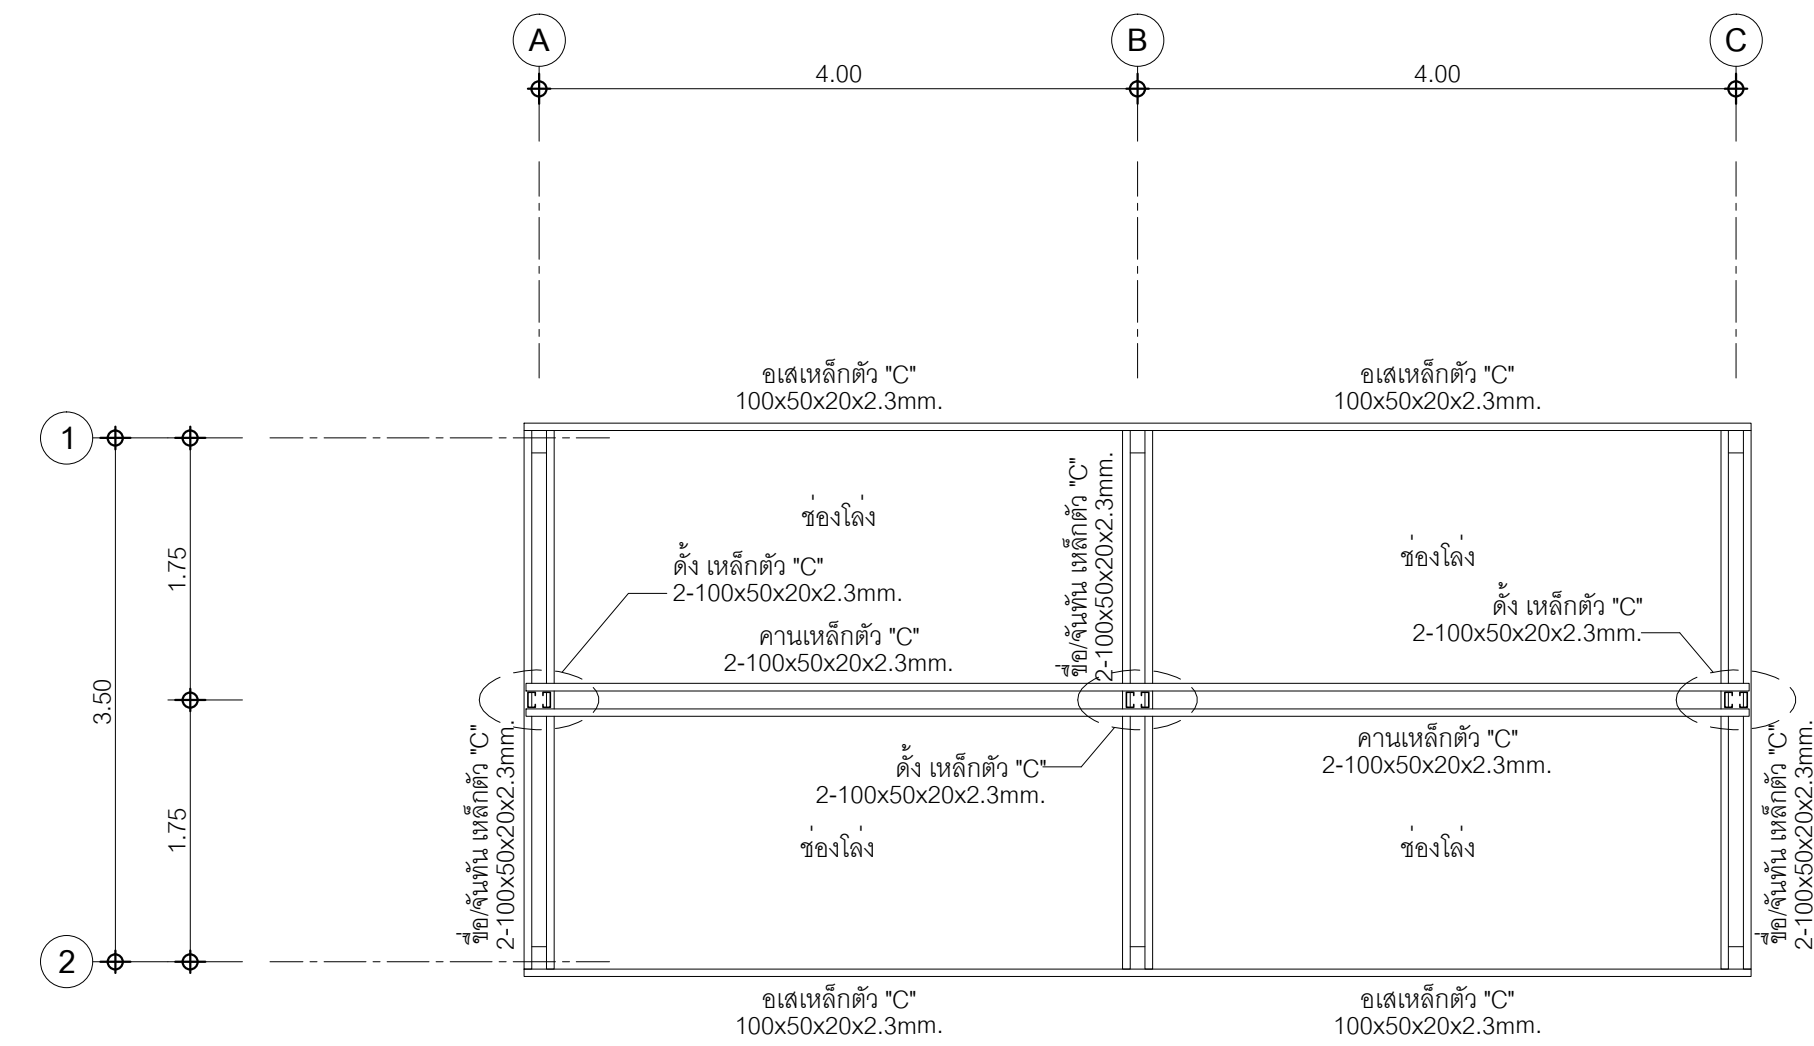 A
B
C
4.00
4.00
อเสเหล็กตัว "C"
100x50x20x2.3mm.
อเสเหล็กตัว "C"
100x50x20x2.3mm.
1
3.50
1.75
1.75
2
ช่องโล่ง
ช่องโล่ง
ดั้ง เหล็กตัว "C"
2-100x50x20x2.3mm.
ขื่อ/จันทัน เหล็กตัว "C"
2-100x50x20x2.3mm.
ดั้ง เหล็กตัว "C"
2-100x50x20x2.3mm.
คานเหล็กตัว "C"
2-100x50x20x2.3mm.
ขื่อ/จันทัน เหล็กตัว "C"
2-100x50x20x2.3mm.
ดั้ง เหล็กตัว "C"
2-100x50x20x2.3mm.
คานเหล็กตัว "C"
2-100x50x20x2.3mm.
ขื่อ/จันทัน เหล็กตัว "C"
2-100x50x20x2.3mm.
ช่องโล่ง
ช่องโล่ง
อเสเหล็กตัว "C"
100x50x20x2.3mm.
อเสเหล็กตัว "C"
100x50x20x2.3mm.